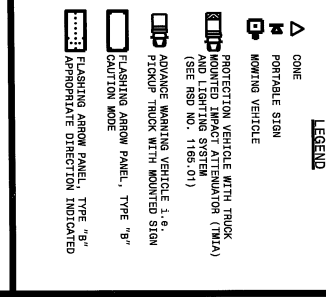 LEGEND
CONE
PORTABLE SIGN
MOWING VEHICLE
PROTECTION VEHICLE WITH TRUCK
MOUNTED IMPACT ATTENUATOR (TMIA)
AND LIGHTING SYSTEM
(SEE RSD NO. 1165.01)
ADVANCE WARNING VEHICLE i.e.
PICKUP TRUCK WITH MOUNTED SIGN
FLASHING ARROW PANEL, TYPE "B"
CAUTION MODE
FLASHING ARROW PANEL, TYPE "B"
APPROPRIATE DIRECTION INDICATED